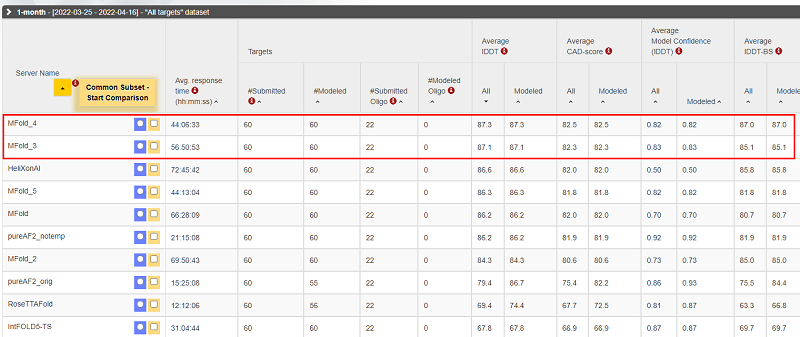 1-month - [2022-03-25 - 2022-04-16] - "All targets" dataset
Server Name
Common Subset - Start Comparison
Avg. response time (hh:mm:ss)
Targets
#Submitted #Modeled #Submitted Oligo #Modeled Oligo
Average lDDT
Average CAD-score
Average Model Confidence (lDDT)
Average lDDT-BS
All Modeled All Modeled All Modeled All Modele
MFold_4 44:06:33 60 60 22 0 87.3 87.3 82.5 82.5 0.82 0.82 87.0 87.0
MFold_3 56:50:53 60 60 22 0 87.1 87.1 82.3 82.3 0.83 0.83 85.1 85.1
HeliXonAI 72:45:42 60 60 22 0 86.6 86.6 82.0 82.0 0.50 0.50 85.8 85.8
MFold_5 44:13:04 60 60 22 0 86.3 86.3 81.8 81.8 0.82 0.82 81.8 81.8
MFold 66:28:09 60 60 22 0 86.2 86.2 82.0 82.0 0.70 0.70 80.7 80.7
pureAF2_notemp 21:15:08 60 60 22 0 86.2 86.2 81.9 81.9 0.92 0.92 81.9 81.9
MFold_2 69:50:43 60 60 22 0 84.3 84.3 80.6 80.6 0.73 0.73 85.0 85.0
pureAF2_orig 15:25:08 60 55 22 0 79.4 86.7 75.4 82.2 0.86 0.93 75.5 84.4
RoseTTAFold 12:12:06 60 56 22 0 69.4 74.4 67.7 72.5 0.81 0.87 63.3 66.8
IntFOLD5-TS 31:04:44 60 60 22 0 67.8 67.8 66.9 66.9 0.87 0.87 69.7 69.7